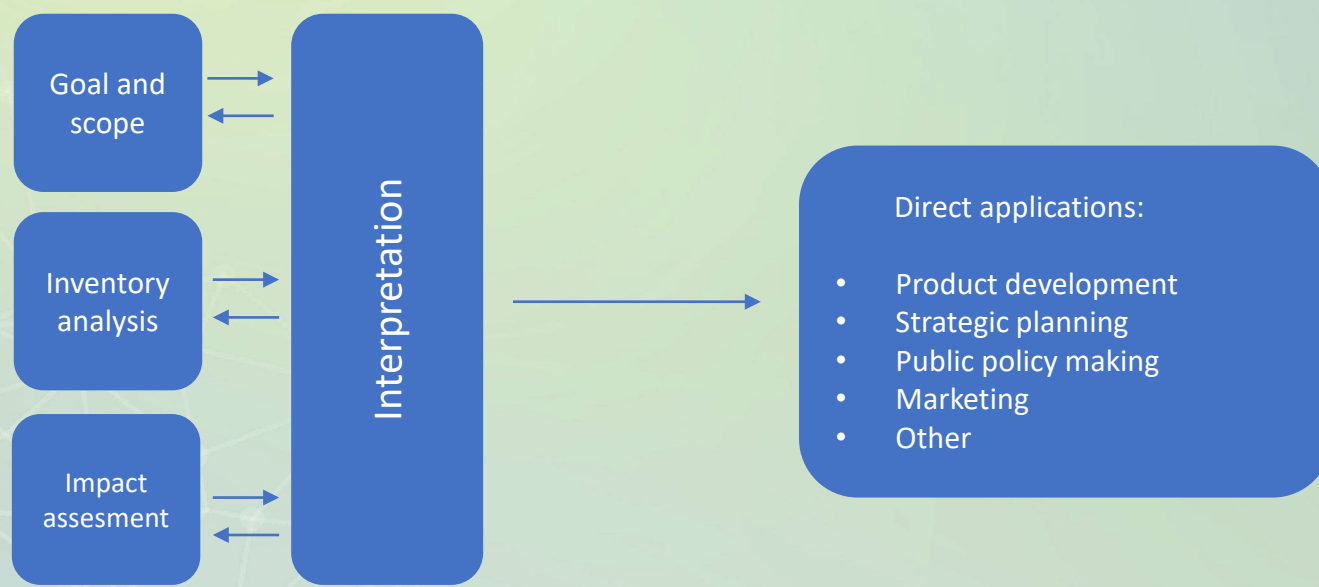 Goal and
scope
Inventory
analysis
Impact
assesment
Interpretation
Direct applications:
• Product development
• Strategic planning
• Public policy making
• Marketing
• Other